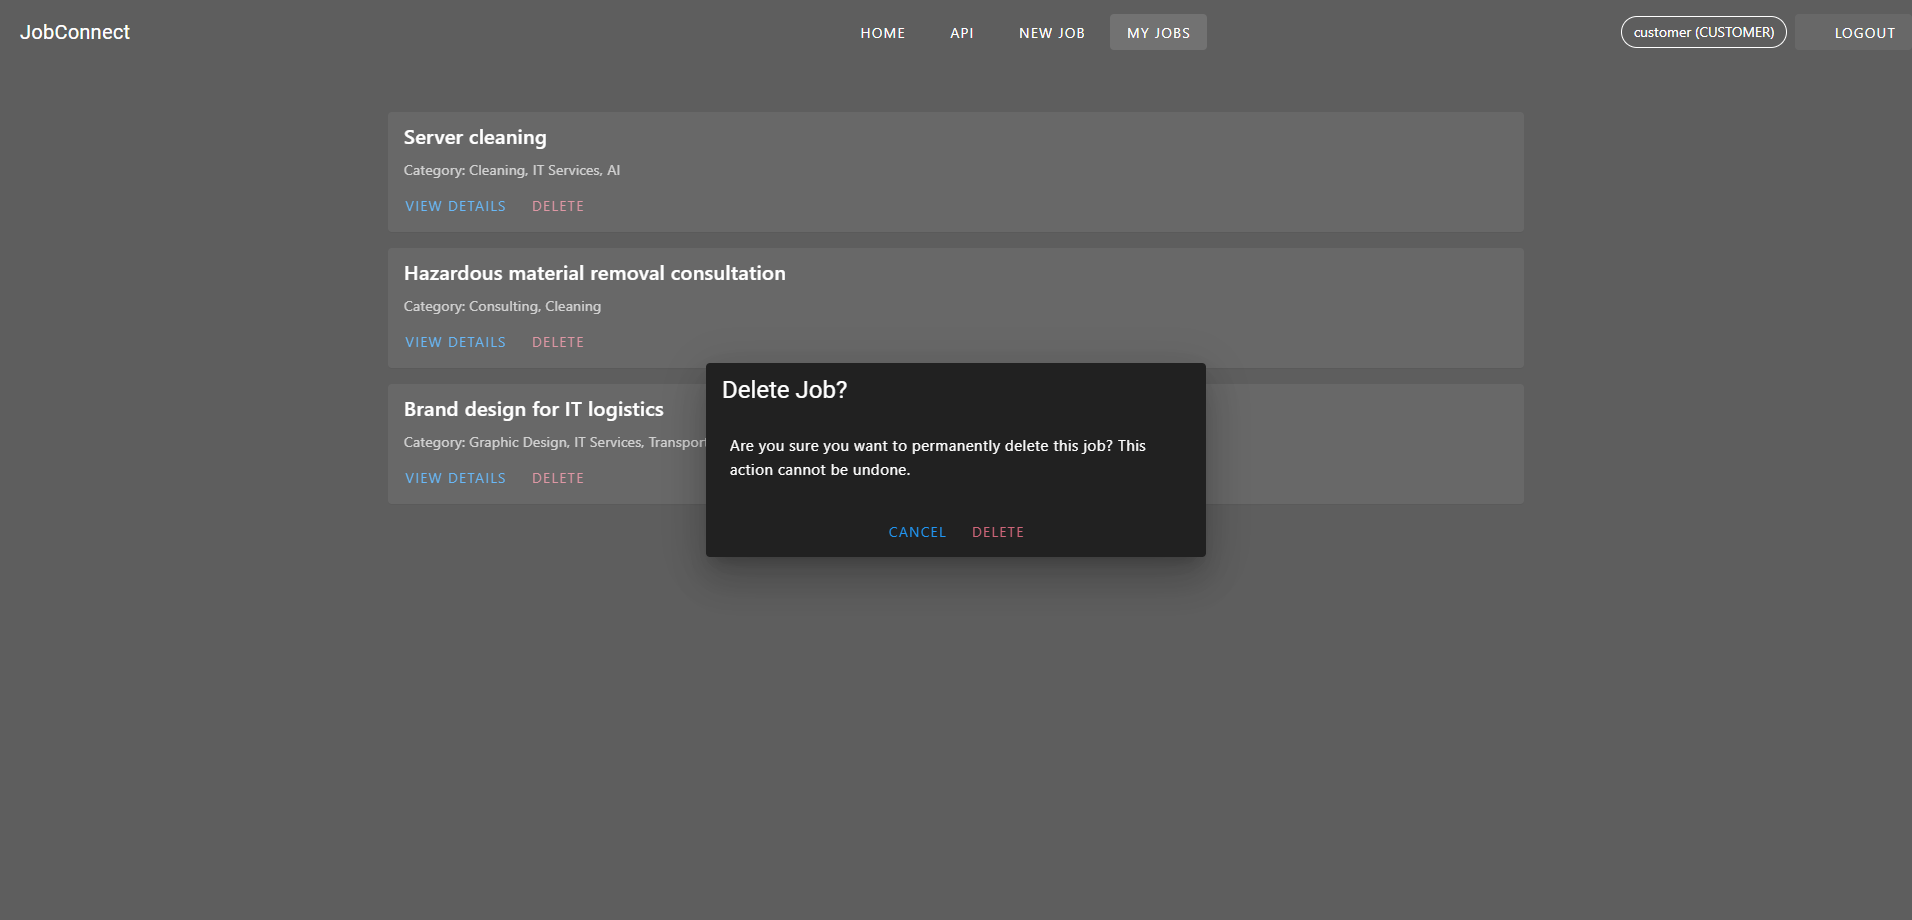 JobConnect
HOME
API
NEW JOB
MY JOBS
customer (CUSTOMER)
LOGOUT
Server cleaning
Category: Cleaning, IT Services, AI
VIEW DETAILS
DELETE
Hazardous material removal consultation
Category: Consulting, Cleaning
VIEW DETAILS
DELETE
Brand design for IT logistics
Category: Graphic Design, IT Services,
VIEW DETAILS
DELETE
Delete Job?
Are you sure you want to permanently delete this job? This
action cannot be undone.
CANCEL
DELETE